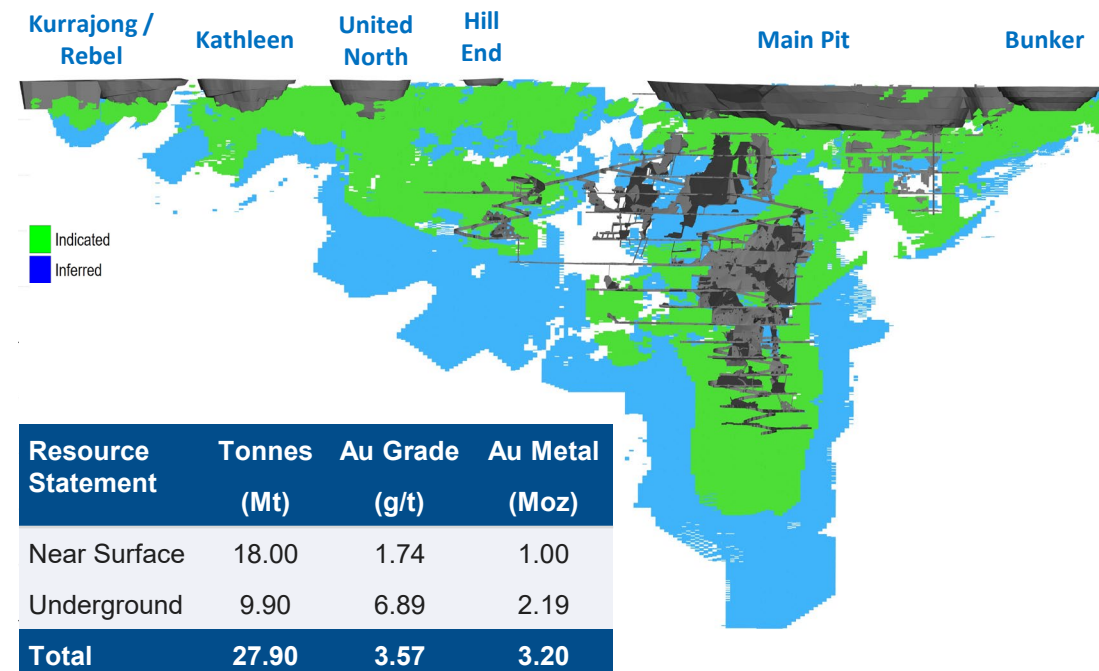 Kurrajong /
Rebel
Kathleen
United
North
Hill
End
Main Pit
Bunker
Indicated
Inferred
Resource Statement Tonnes (Mt) Au Grade (g/t) Au Metal (Moz)
Near Surface 18.00 1.74 1.00
Underground 9.90 6.89 2.19
Total 27.90 3.57 3.20